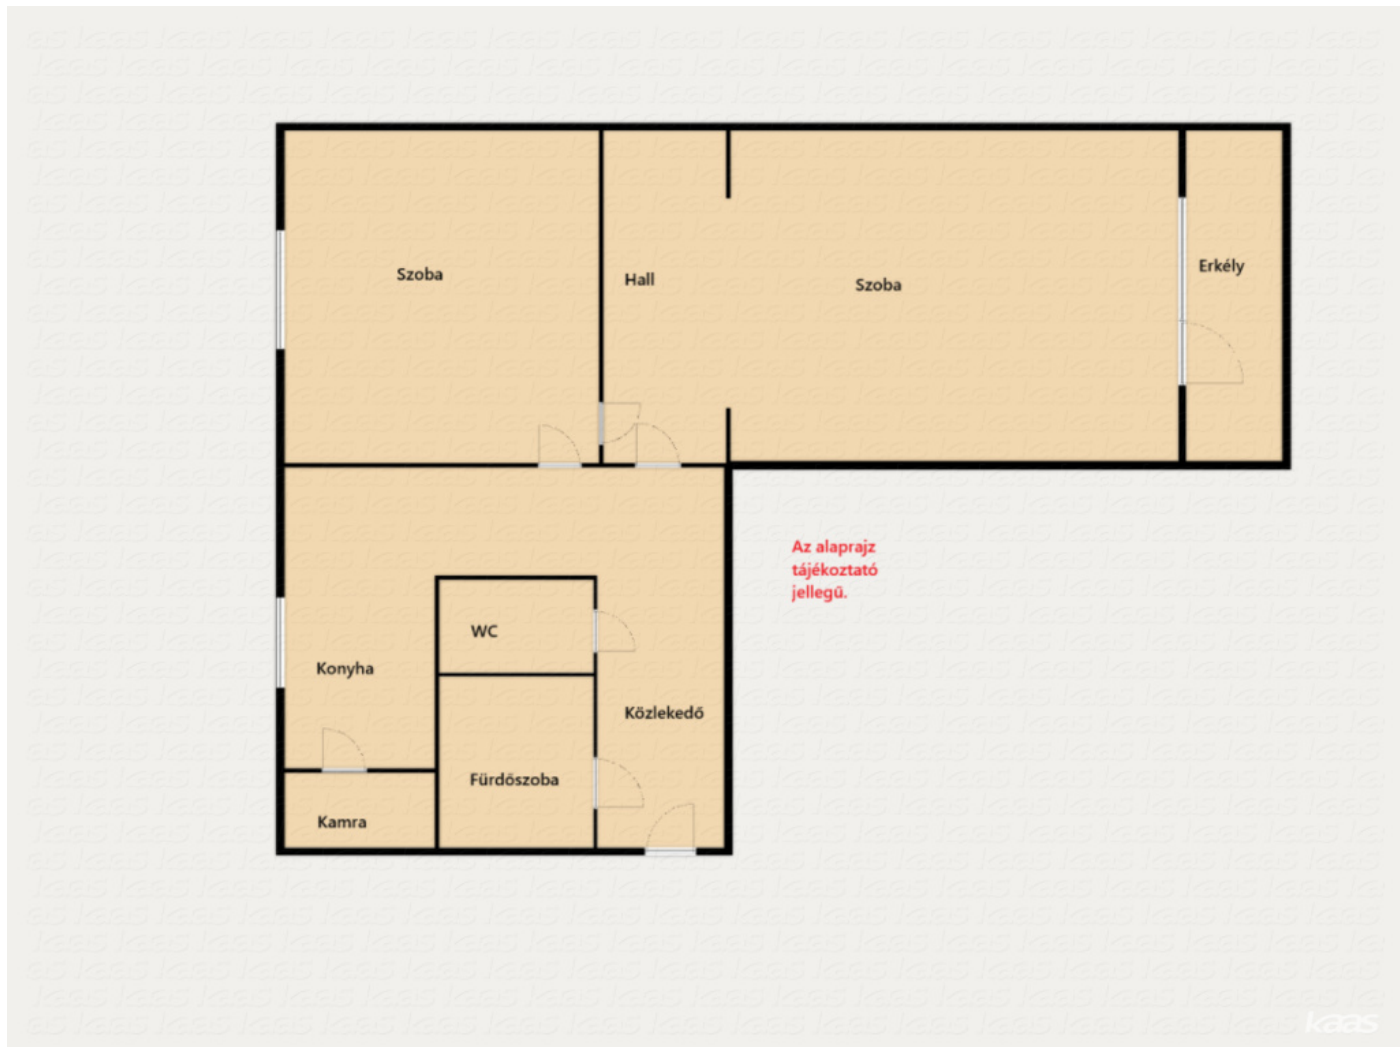 Szoba
Hall
Szoba
Erkély
Az alaprajz
tájékoztató
jellegű.
WC
Konyha
Közlekedő
Fürdőszoba
Kamra
kaas